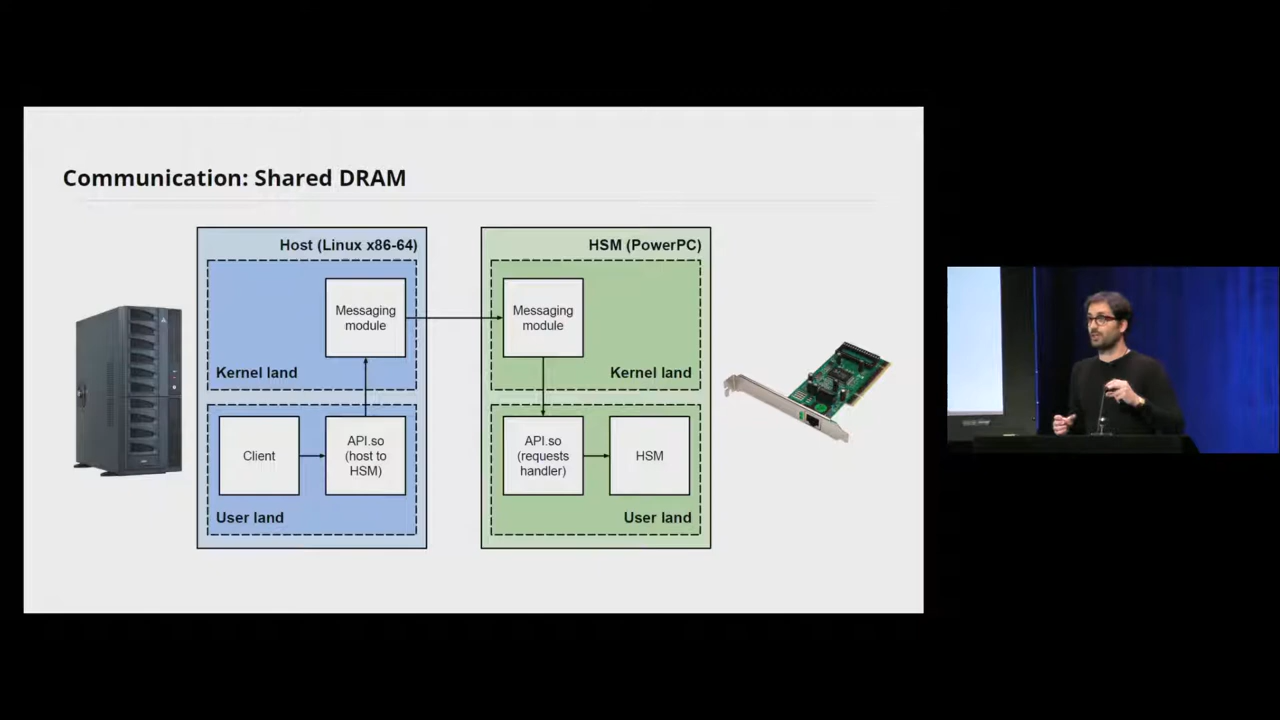 Communication: Shared DRAM
Host (Linux x86-64)
Messaging
module
Kernel land
Client
API.so
(host to
HSM)
User land
HSM (PowerPC)
Messaging
module
Kernel land
API.so
(requests
handler)
HSM
User land